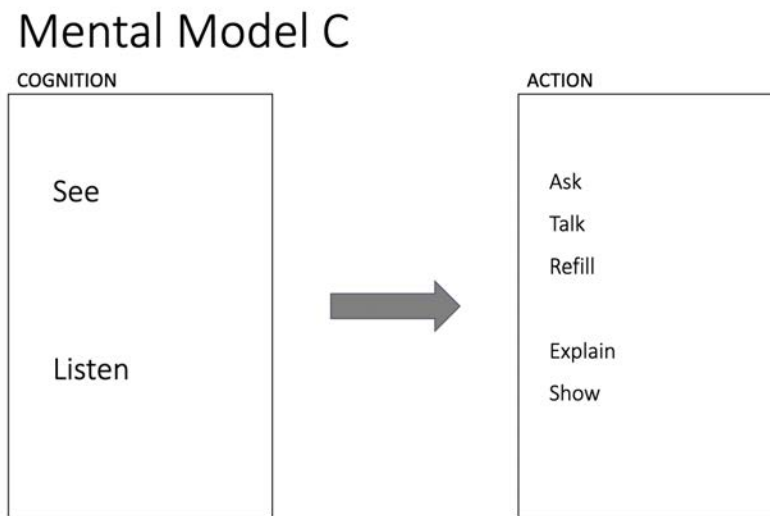 Mental Model C
COGNITION
See
Listen
ACTION
Ask
Talk
Refill
Explain
Show